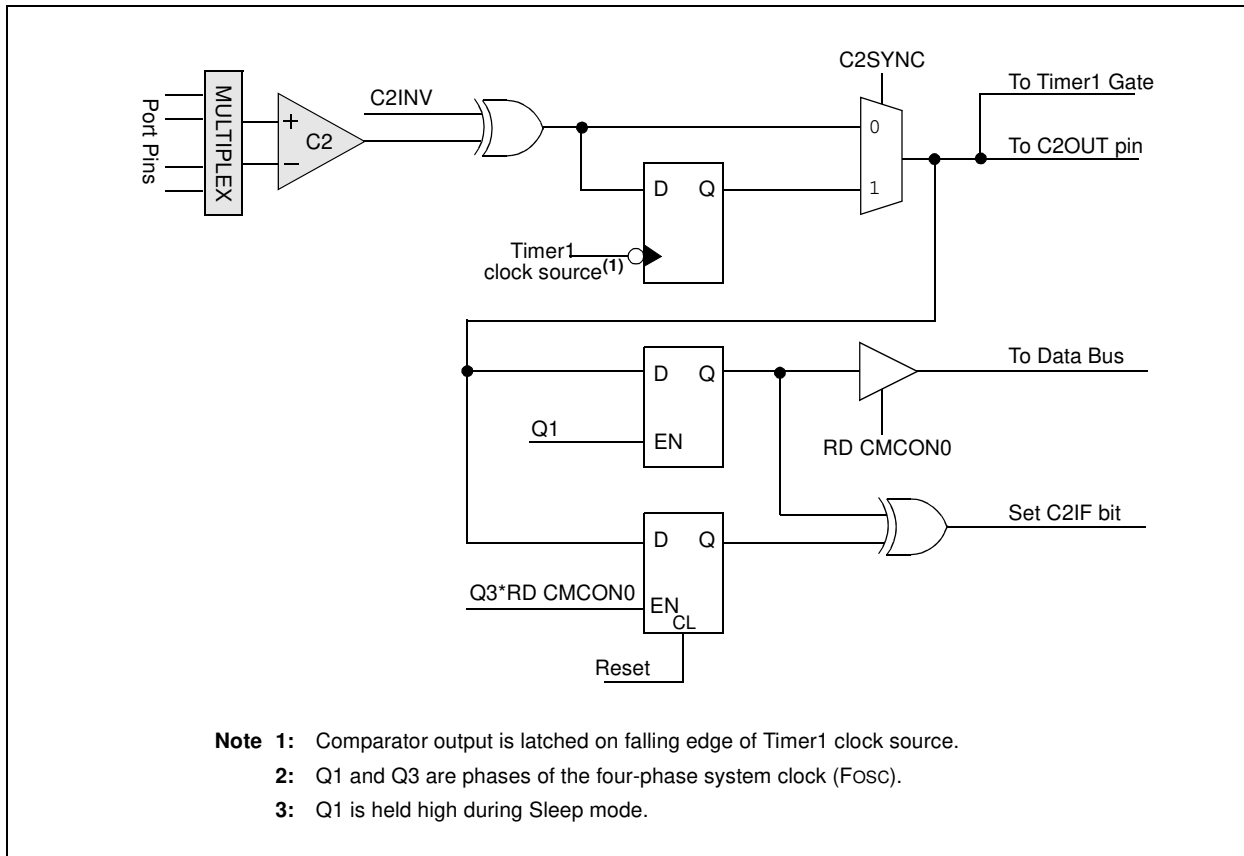 C2SYNC
To Timer1 Gate
Port Pins
MULTIPLEX
+
−
C2
C2INV
0
1
To C2OUT pin
D Q
Timer1
clock source(1)
D Q
EN
Q1
To Data Bus
RD CMCON0
Set C2IF bit
D Q
Q3*RD CMCON0
EN
CL
Reset
Note 1: Comparator output is latched on falling edge of Timer1 clock source.
2: Q1 and Q3 are phases of the four-phase system clock (FOSC).
3: Q1 is held high during Sleep mode.